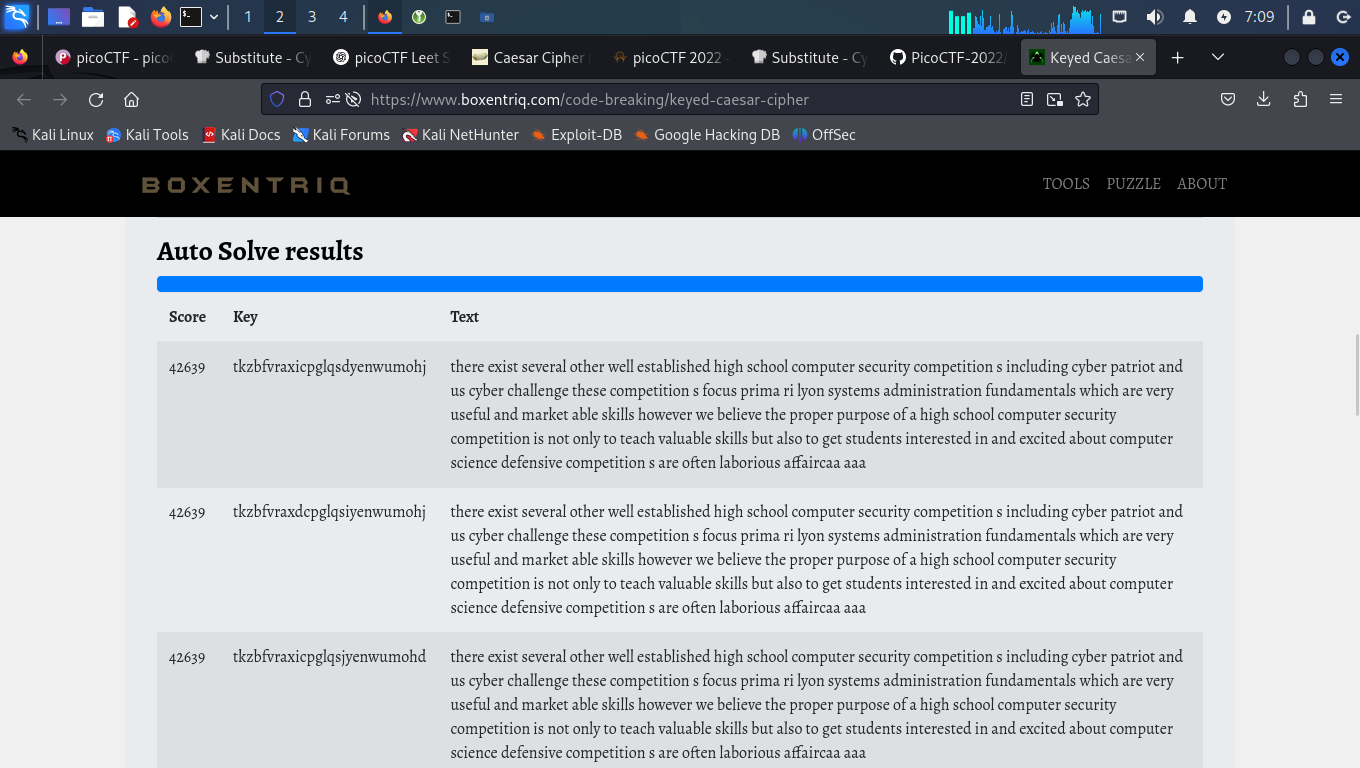 1 2 3 4 7:09
picoCTF - pico Substitute - Cy picoCTF Leet S Caesar Cipher picoCTF 2022 - Substitute - Cy PicoCTF-2022/ Keyed Caesa
https://www.boxentriq.com/code-breaking/keyed-caesar-cipher
Kali Linux Kali Tools Kali Docs Kali Forums Kali NetHunter Exploit-DB Google Hacking DB OffSec
BOXENTRIQ TOOLS PUZZLE ABOUT
Auto Solve results
Score Key Text
42639 tkzbfvraxicpglqsdyenwumohj there exist several other well established high school computer security competition s including cyber patriot and
us cyber challenge these competition s focus prima ri lyon systems administration fundamentals which are very
useful and market able skills however we believe the proper purpose of a high school computer security
competition is not only to teach valuable skills but also to get students interested in and excited about computer
science defensive competition s are often laborious affaircaa aaa
42639 tkzbfvraxdcpglqsiyenwumohj there exist several other well established high school computer security competition s including cyber patriot and
us cyber challenge these competition s focus prima ri lyon systems administration fundamentals which are very
useful and market able skills however we believe the proper purpose of a high school computer security
competition is not only to teach valuable skills but also to get students interested in and excited about computer
science defensive competition s are often laborious affaircaa aaa
42639 tkzbfvraxicpglqsjyenwumohd there exist several other well established high school computer security competition s including cyber patriot and
us cyber challenge these competition s focus prima ri lyon systems administration fundamentals which are very
useful and market able skills however we believe the proper purpose of a high school computer security
competition is not only to teach valuable skills but also to get students interested in and excited about computer
science defensive competition s are often laborious affaircaa aaa